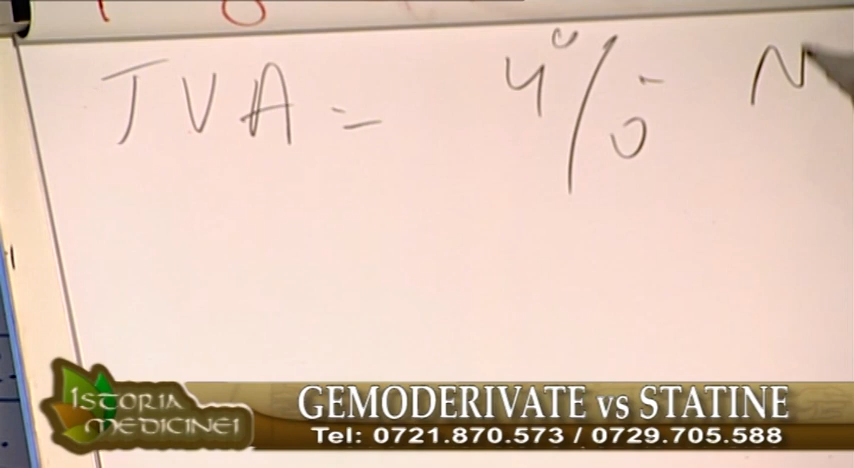 TVA = 4% N
ISTORIA
MEDICINEI
GEMODERIVATE vs STATINE
Tel: 0721.870.573 / 0729.705.588